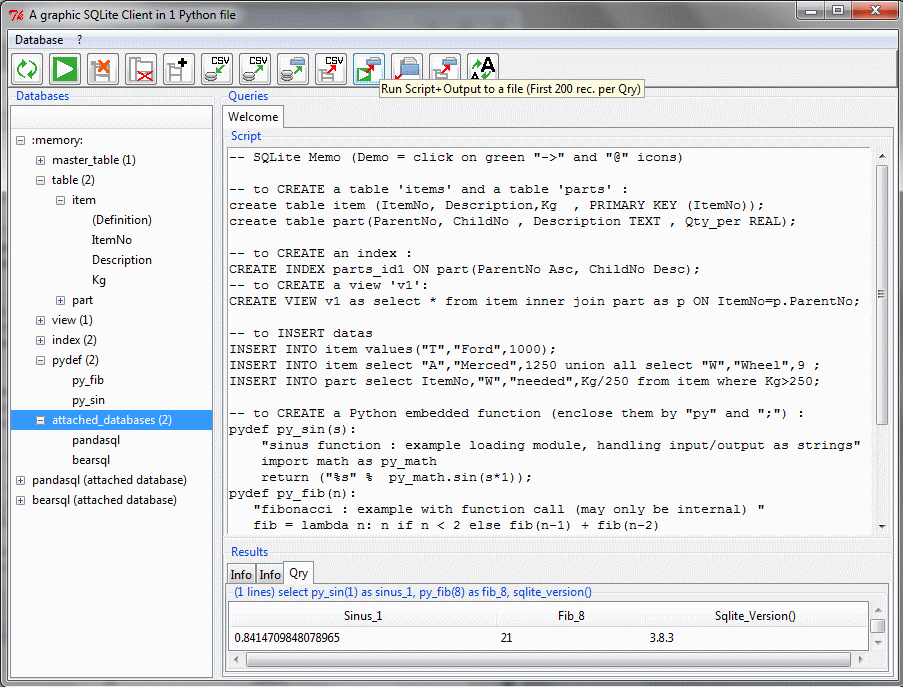 A graphic SQLite Client in 1 Python file
Database ?
CSV CSV CSV A A
Run Script+Output to a file (First 200 rec. per Qry)
Databases
:memory:
master_table (1)
table (2)
item
(Definition)
ItemNo
Description
Kg
part
view (1)
index (2)
pydef (2)
py_fib
py_sin
attached_databases (2)
pandasql
bearsql
pandasql (attached database)
bearsql (attached database)
Queries
Welcome
Script
-- SQLite Memo (Demo = click on green "->" and "@" icons)
-- to CREATE a table 'items' and a table 'parts' :
create table item (ItemNo, Description,Kg  , PRIMARY KEY (ItemNo));
create table part(ParentNo, ChildNo , Description TEXT , Qty_per REAL);
-- to CREATE an index :
CREATE INDEX parts_id1 ON part(ParentNo Asc, ChildNo Desc);
-- to CREATE a view 'v1':
CREATE VIEW v1 as select * from item inner join part as p ON ItemNo=p.ParentNo;
-- to INSERT datas
INSERT INTO item values("T","Ford",1000);
INSERT INTO item select "A","Merced",1250 union all select "W","Wheel",9 ;
INSERT INTO part select ItemNo,"W","needed",Kg/250 from item where Kg>250;
-- to CREATE a Python embedded function (enclose them by "py" and ";") :
pydef py_sin(s):
"sinus function : example loading module, handling input/output as strings"
import math as py_math
return ("%s" %  py_math.sin(s*1));
pydef py_fib(n):
"fibonacci : example with function call (may only be internal) "
fib = lambda n: n if n < 2 else fib(n-1) + fib(n-2)
Results
Info Info Qry
(1 lines) select py_sin(1) as sinus_1, py_fib(8) as fib_8, sqlite_version()
Sinus_1 Fib_8 Sqlite_Version()
0.8414709848078965 21 3.8.3